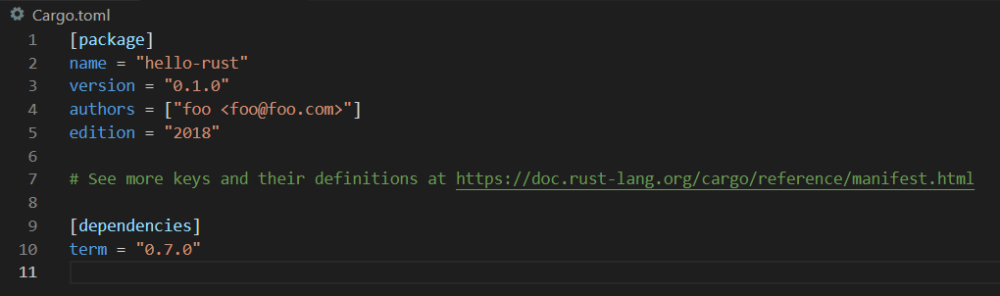 Cargo.toml
1 [package]
2 name = "hello-rust"
3 version = "0.1.0"
4 authors = ["foo <foo@foo.com>"]
5 edition = "2018"
6
7 # See more keys and their definitions at https://doc.rust-lang.org/cargo/reference/manifest.html
8
9 [dependencies]
10 term = "0.7.0"
11